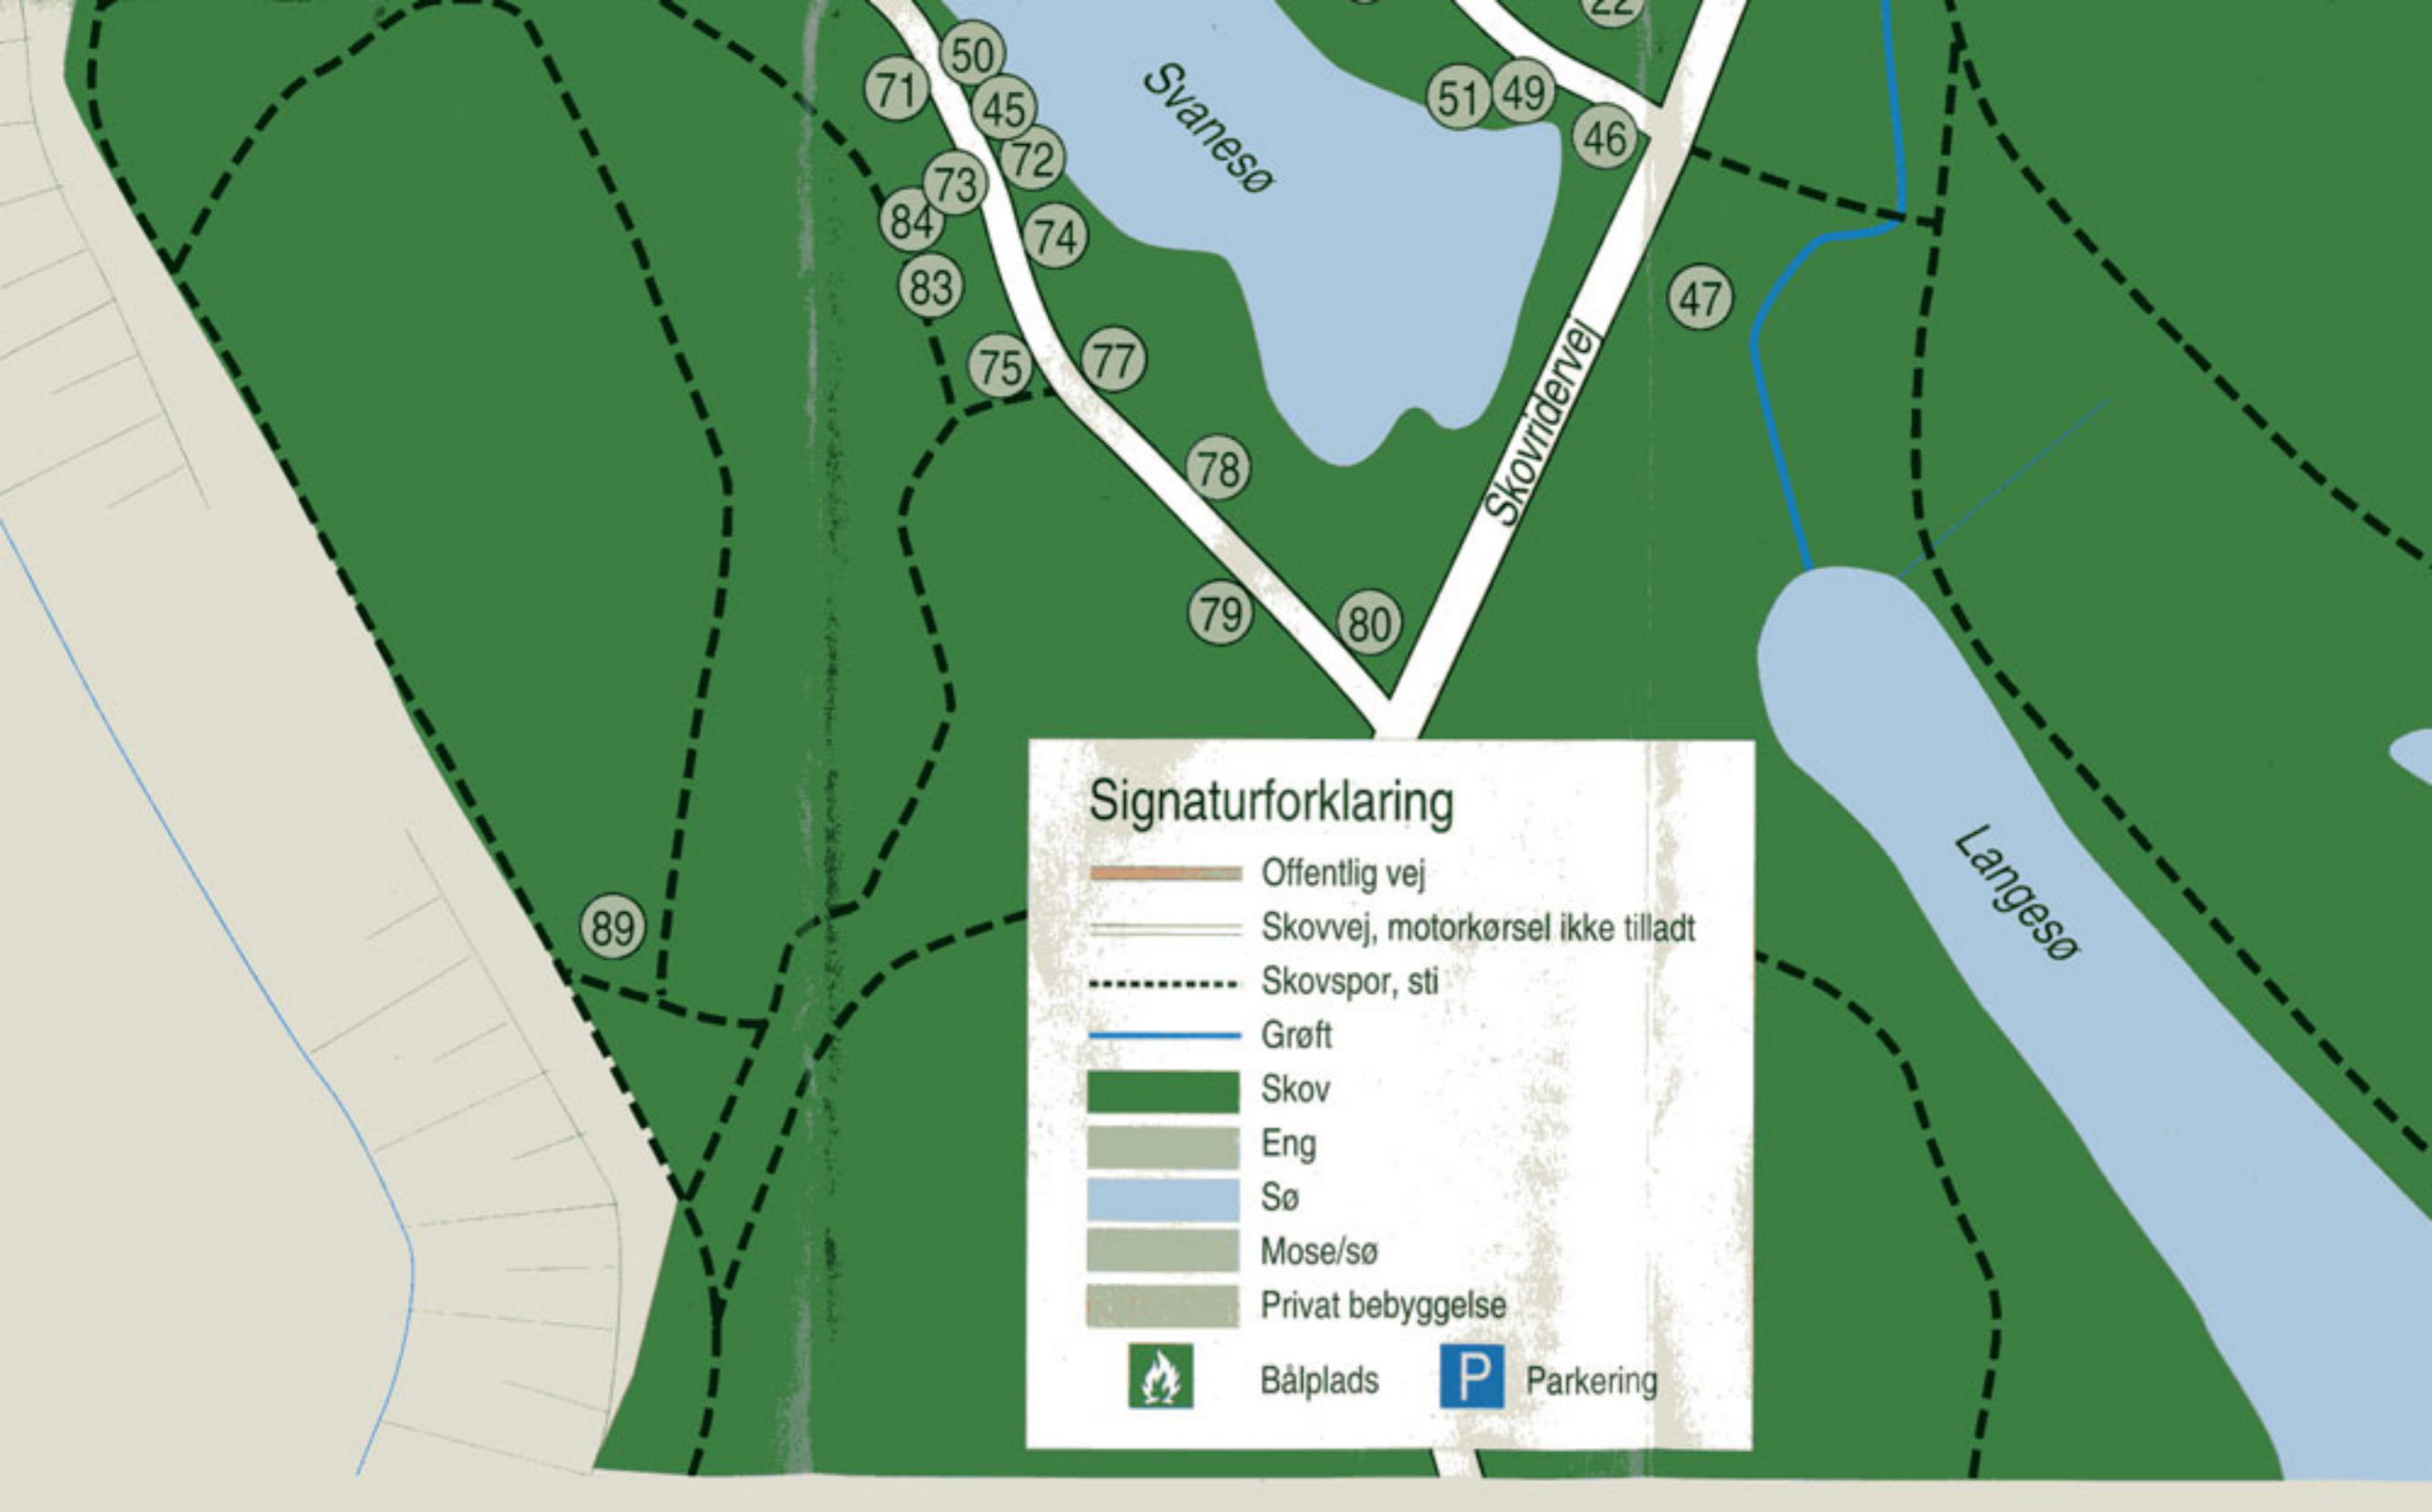 22
50
71
45
72
73
84
74
83
75
77
78
79
80
51
49
46
47
89
Svanesø
Skovridervej
Langesø
Signaturforklaring
Offentlig vej
Skovvej, motorkørsel ikke tilladt
Skovspor, sti
Grøft
Skov
Eng
Sø
Mose/sø
Privat bebyggelse
Bålplads P Parkering